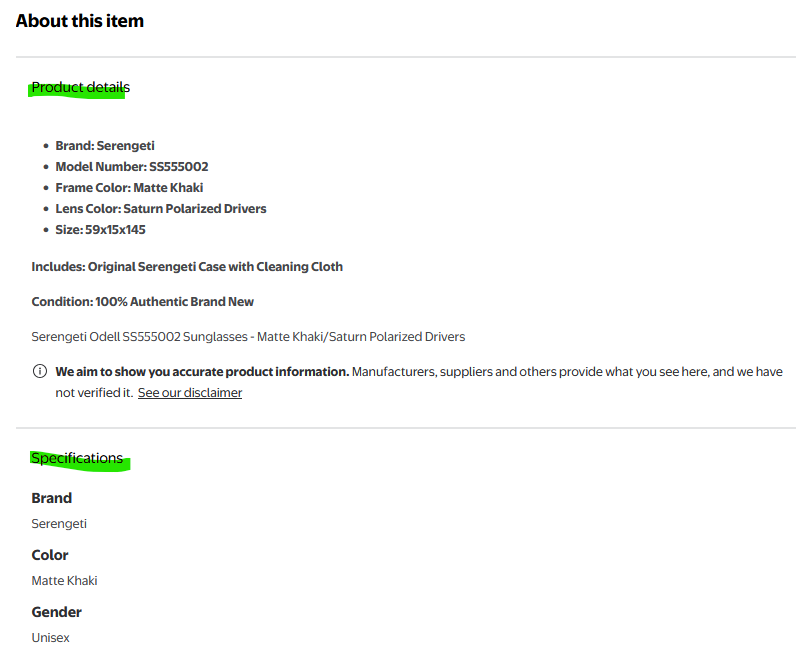 About this item
Product details
Brand: Serengeti
Model Number: SS555002
Frame Color: Matte Khaki
Lens Color: Saturn Polarized Drivers
Size: 59x15x145
Includes: Original Serengeti Case with Cleaning Cloth
Condition: 100% Authentic Brand New
Serengeti Odell SS555002 Sunglasses - Matte Khaki/Saturn Polarized Drivers
We aim to show you accurate product information. Manufacturers, suppliers and others provide what you see here, and we have
not verified it. See our disclaimer
Specifications
Brand
Serengeti
Color
Matte Khaki
Gender
Unisex